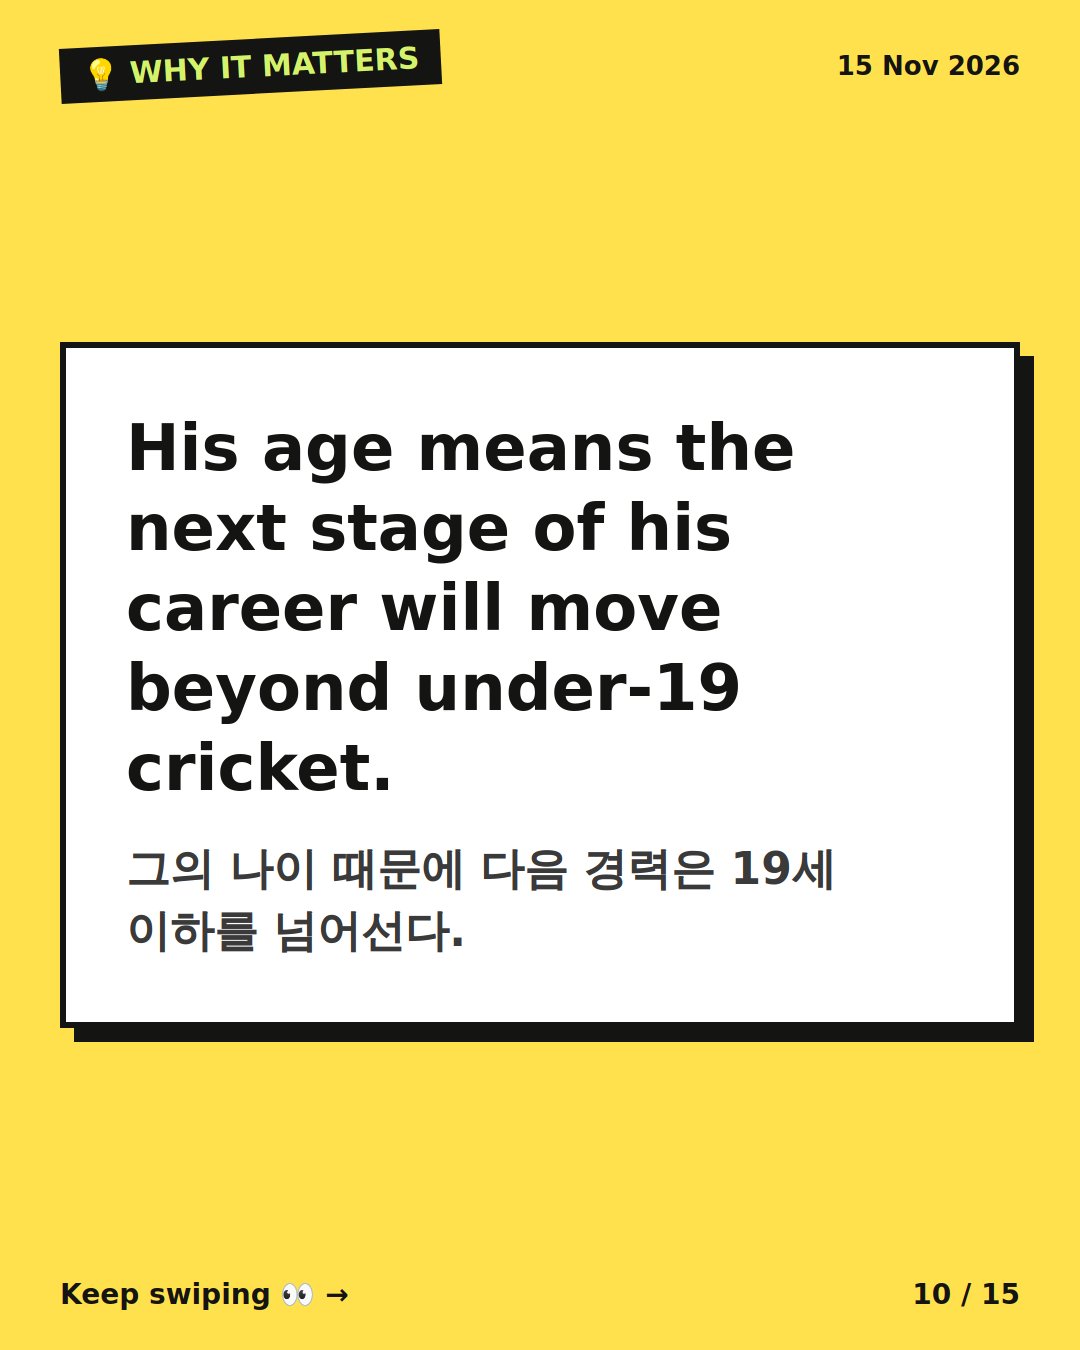 💡 WHY IT MATTERS
15 Nov 2026
His age means the
next stage of his
career will move
beyond under-19
cricket.
그의 나이 때문에 다음 경력은 19세
이하를 넘어선다.
Keep swiping 👀 →
10 / 15